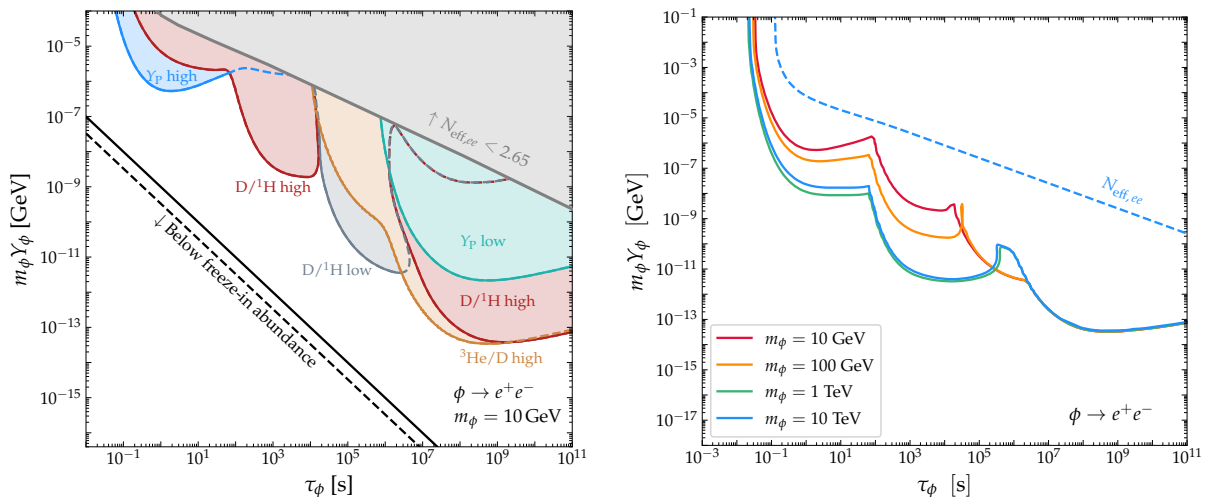 10⁻⁵
10⁻⁷
10⁻⁹
10⁻¹¹
10⁻¹³
10⁻¹⁵
m_ϕY_ϕ [GeV]
Y_P high
D/¹H high
↑ N_eff,ee < 2.65
Y_P low
D/¹H low
D/¹H high
³He/D high
↓ Below freeze-in abundance
ϕ → e⁺e⁻
m_ϕ = 10 GeV
10⁻¹ 10¹ 10³ 10⁵ 10⁷ 10⁹ 10¹¹
τ_ϕ [s]
10⁻¹
10⁻³
10⁻⁵
10⁻⁷
10⁻⁹
10⁻¹¹
10⁻¹³
10⁻¹⁵
10⁻¹⁷
m_ϕY_ϕ [GeV]
N_eff,ee
m_ϕ = 10 GeV
m_ϕ = 100 GeV
m_ϕ = 1 TeV
m_ϕ = 10 TeV
ϕ → e⁺e⁻
10⁻³ 10⁻¹ 10¹ 10³ 10⁵ 10⁷ 10⁹ 10¹¹
τ_ϕ [s]